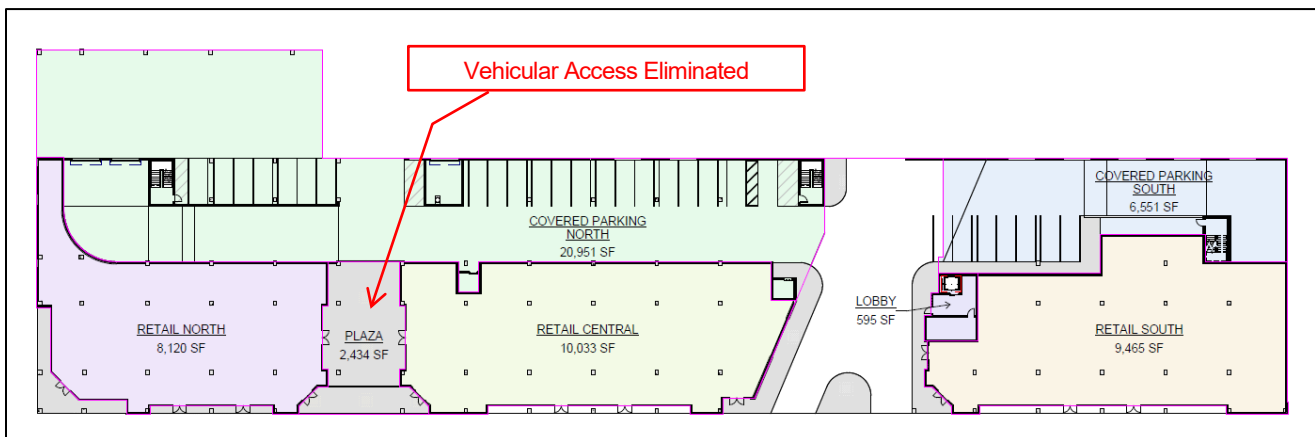 Vehicular Access Eliminated
COVERED PARKING
SOUTH
6,551 SF
COVERED PARKING
NORTH
20,951 SF
LOBBY
595 SF
RETAIL NORTH
8,120 SF
PLAZA
2,434 SF
RETAIL CENTRAL
10,033 SF
RETAIL SOUTH
9,465 SF